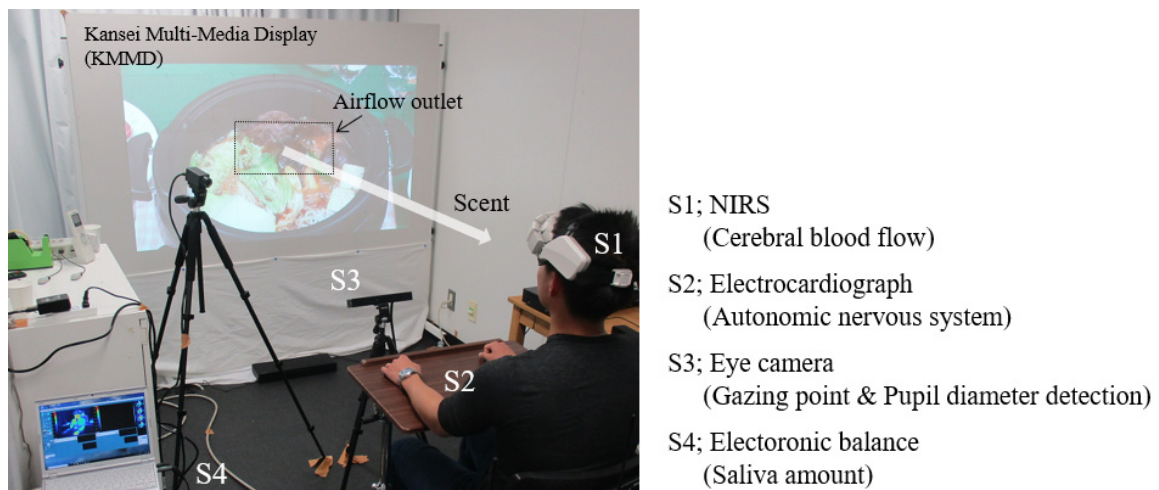 Kansei Multi-Media Display
(KMMD)
Airflow outlet
Scent
S1
S3
S2
S4
S1; NIRS
(Cerebral blood flow)
S2; Electrocardiograph
(Autonomic nervous system)
S3; Eye camera
(Gazing point & Pupil diameter detection)
S4; Electoronic balance
(Saliva amount)